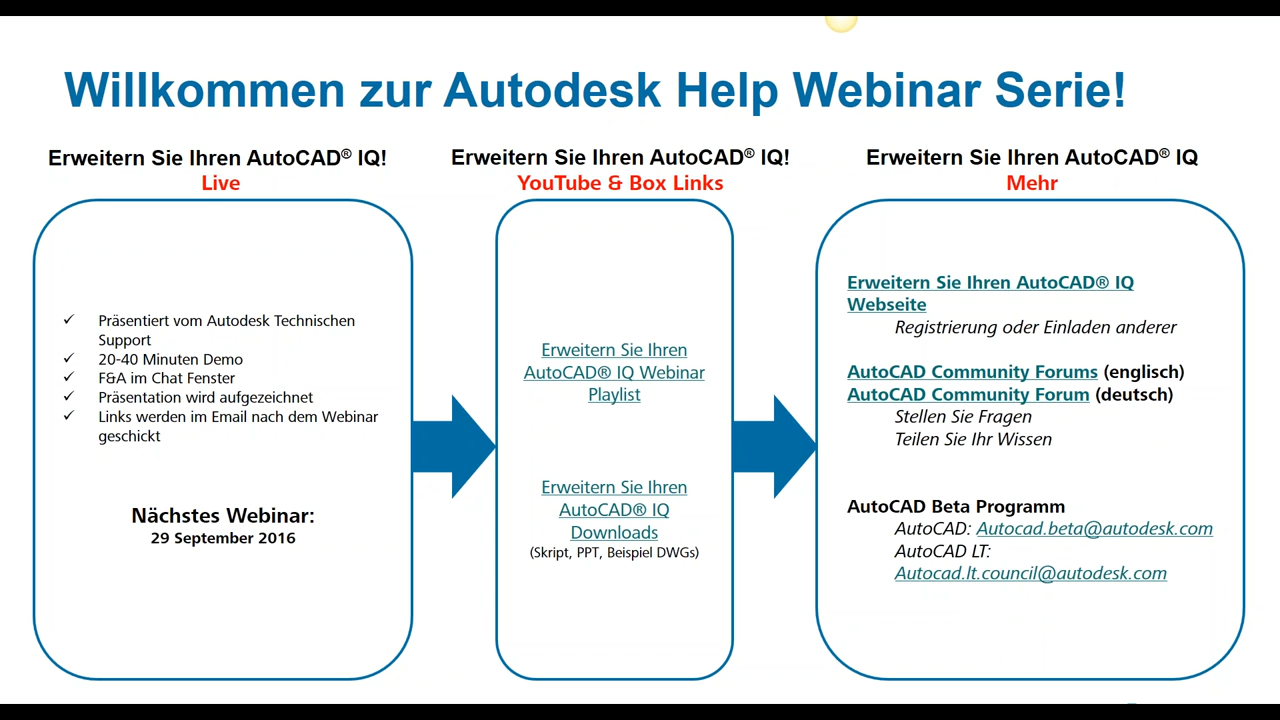 Willkommen zur Autodesk Help Webinar Serie!
Erweitern Sie Ihren AutoCAD® IQ!
Live
✓ Präsentiert vom Autodesk Technischen
Support
✓ 20-40 Minuten Demo
✓ F&A im Chat Fenster
✓ Präsentation wird aufgezeichnet
✓ Links werden im Email nach dem Webinar
geschickt
Nächstes Webinar:
29 September 2016
Erweitern Sie Ihren AutoCAD® IQ!
YouTube & Box Links
Erweitern Sie Ihren
AutoCAD® IQ Webinar
Playlist
Erweitern Sie Ihren
AutoCAD® IQ
Downloads
(Skript, PPT, Beispiel DWGs)
Erweitern Sie Ihren AutoCAD® IQ
Mehr
Erweitern Sie Ihren AutoCAD® IQ
Webseite
Registrierung oder Einladen anderer
AutoCAD Community Forums (englisch)
AutoCAD Community Forum (deutsch)
Stellen Sie Fragen
Teilen Sie Ihr Wissen
AutoCAD Beta Programm
AutoCAD: Autocad.beta@autodesk.com
AutoCAD LT:
Autocad.lt.council@autodesk.com